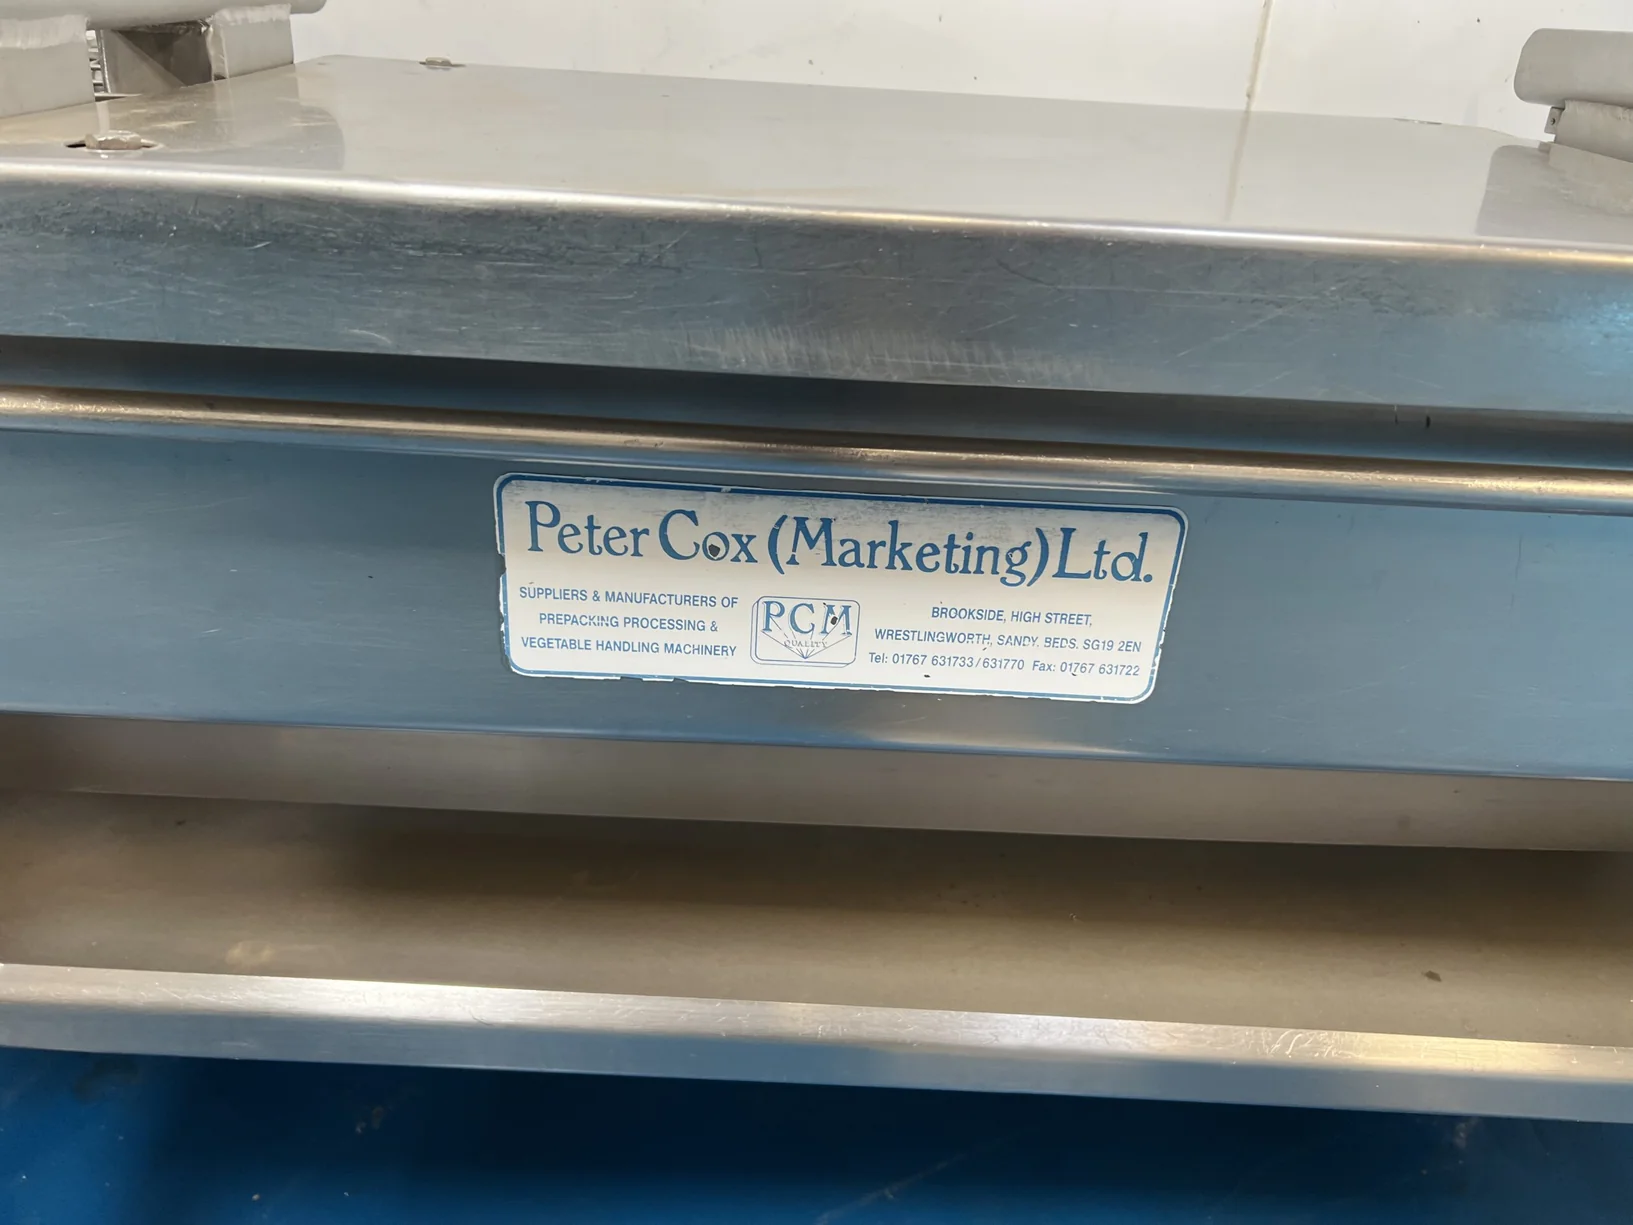 Peter Cox (Marketing) Ltd.
SUPPLIERS & MANUFACTURERS OF
PREPACKING PROCESSING &
VEGETABLE HANDLING MACHINERY
PCM
QUALITY
BROOKSIDE, HIGH STREET,
WRESTLINGWORTH, SANDY. BEDS. SG19 2EN
Tel: 01767 631733/631770 Fax: 01767 631722